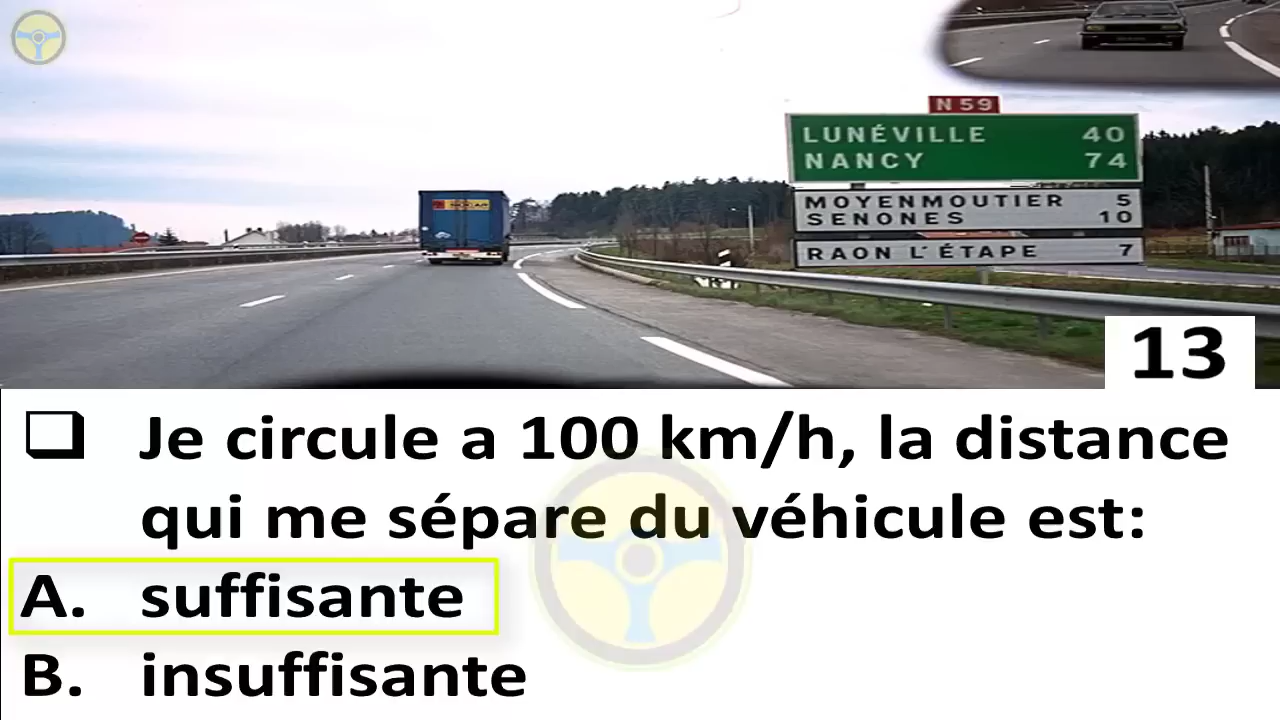 N 59
LUNÉVILLE 40
NANCY 74
MOYENMOUTIER 5
SENONES 10
RAON L'ÉTAPE 7
13
❑ Je circule a 100 km/h, la distance
qui me sépare du véhicule est:
A. suffisante
B. insuffisante